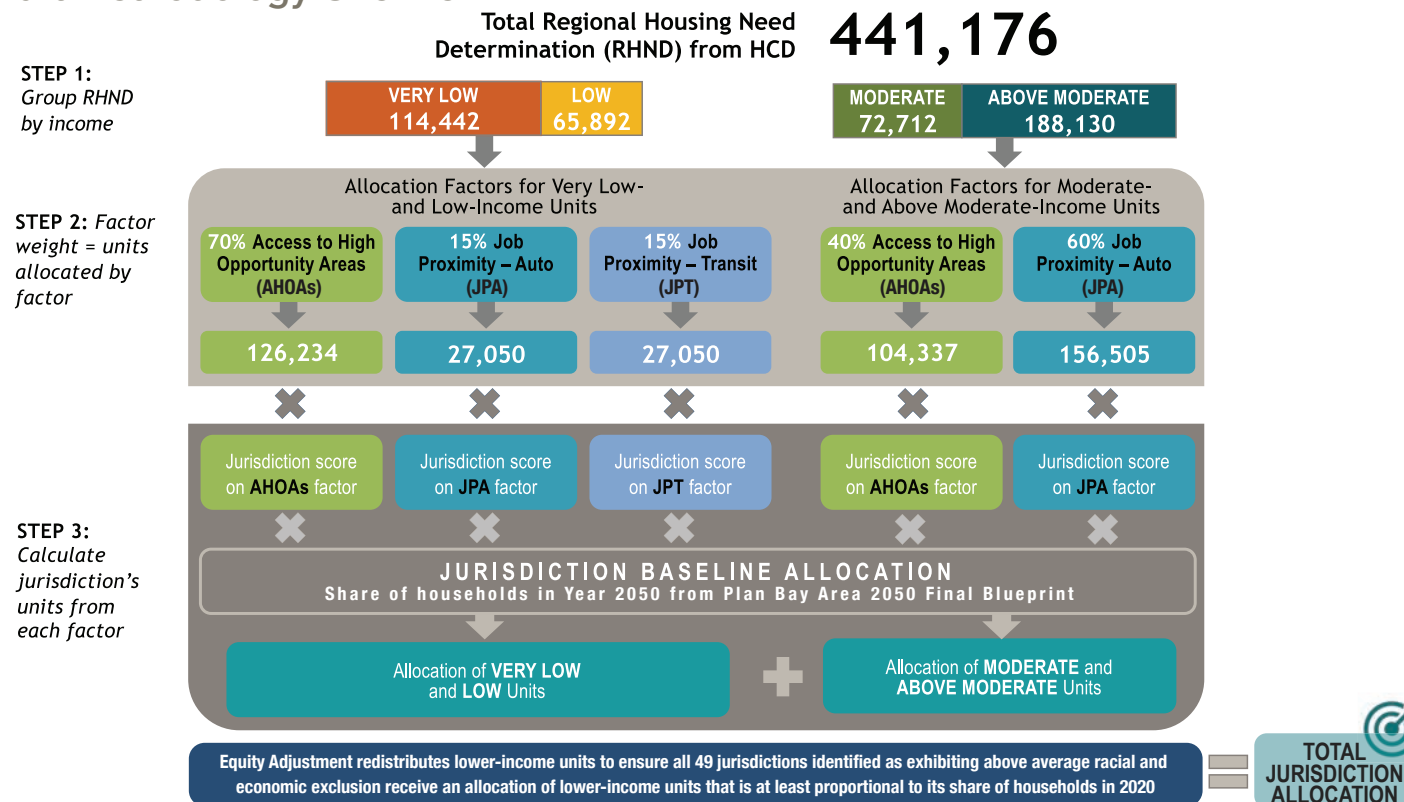 Total Regional Housing Need
Determination (RHND) from HCD
441,176
STEP 1:
Group RHND
by income
VERY LOW
114,442
LOW
65,892
MODERATE
72,712
ABOVE MODERATE
188,130
STEP 2: Factor
weight = units
allocated by
factor
Allocation Factors for Very Low-
and Low-Income Units
Allocation Factors for Moderate-
and Above Moderate-Income Units
70% Access to High
Opportunity Areas
(AHOAs)
15% Job
Proximity – Auto
(JPA)
15% Job
Proximity – Transit
(JPT)
40% Access to High
Opportunity Areas
(AHOAs)
60% Job
Proximity – Auto
(JPA)
126,234
27,050
27,050
104,337
156,505
STEP 3:
Calculate
jurisdiction's
units from
each factor
Jurisdiction score
on AHOAs factor
Jurisdiction score
on JPA factor
Jurisdiction score
on JPT factor
Jurisdiction score
on AHOAs factor
Jurisdiction score
on JPA factor
JURISDICTION BASELINE ALLOCATION
Share of households in Year 2050 from Plan Bay Area 2050 Final Blueprint
Allocation of VERY LOW
and LOW Units
Allocation of MODERATE and
ABOVE MODERATE Units
Equity Adjustment redistributes lower-income units to ensure all 49 jurisdictions identified as exhibiting above average racial and
economic exclusion receive an allocation of lower-income units that is at least proportional to its share of households in 2020
TOTAL
JURISDICTION
ALLOCATION